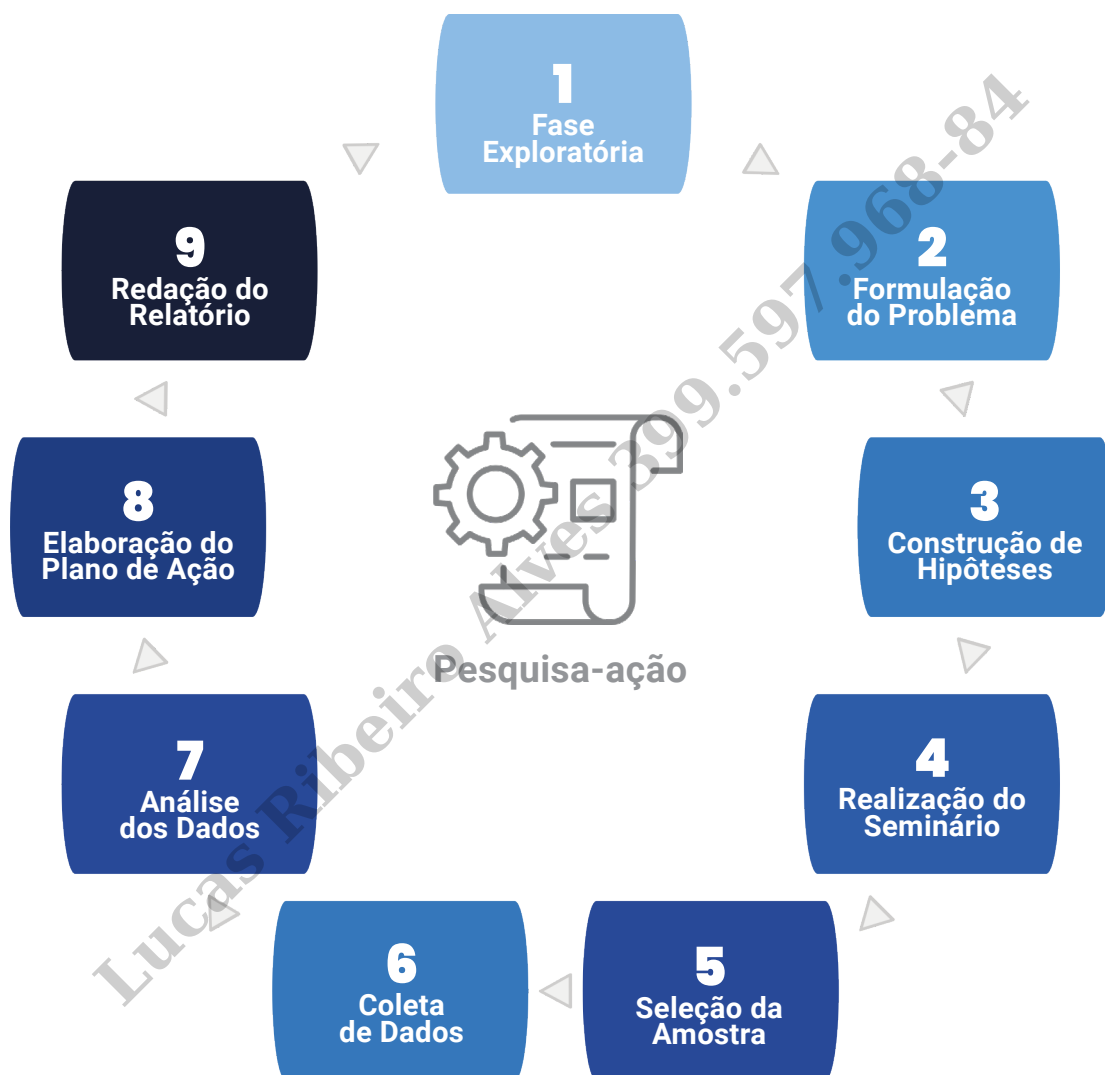 1
Fase
Exploratória
2
Formulação
do Problema
3
Construção de
Hipôteses
4
Realização do
Seminário
5
Seleção da
Amostra
6
Coleta
de Dados
7
Análise
dos Dados
8
Elaboração do
Plano de Ação
9
Redação do
Relatório
Pesquisa-ação
Lucas Ribeiro Alves 399.597.968-84